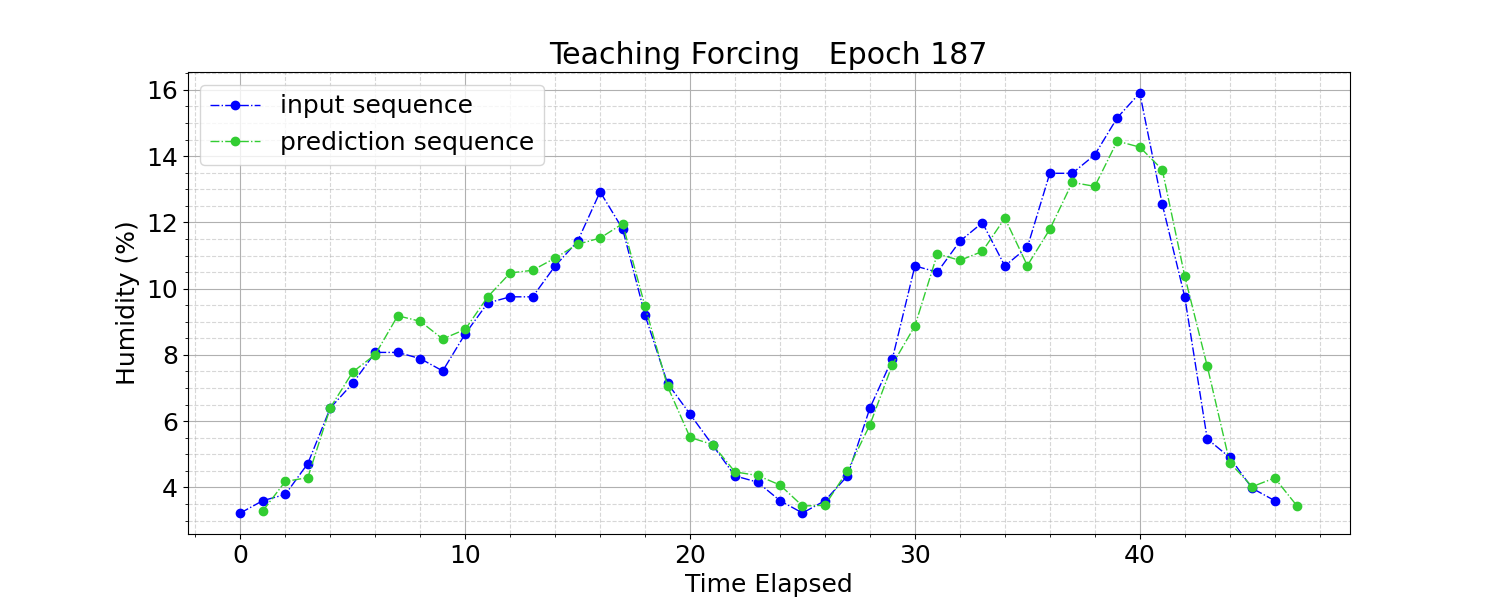 Teaching Forcing   Epoch 187
input sequence
prediction sequence
Humidity (%)
16
14
12
10
8
6
4
0 10 20 30 40
Time Elapsed